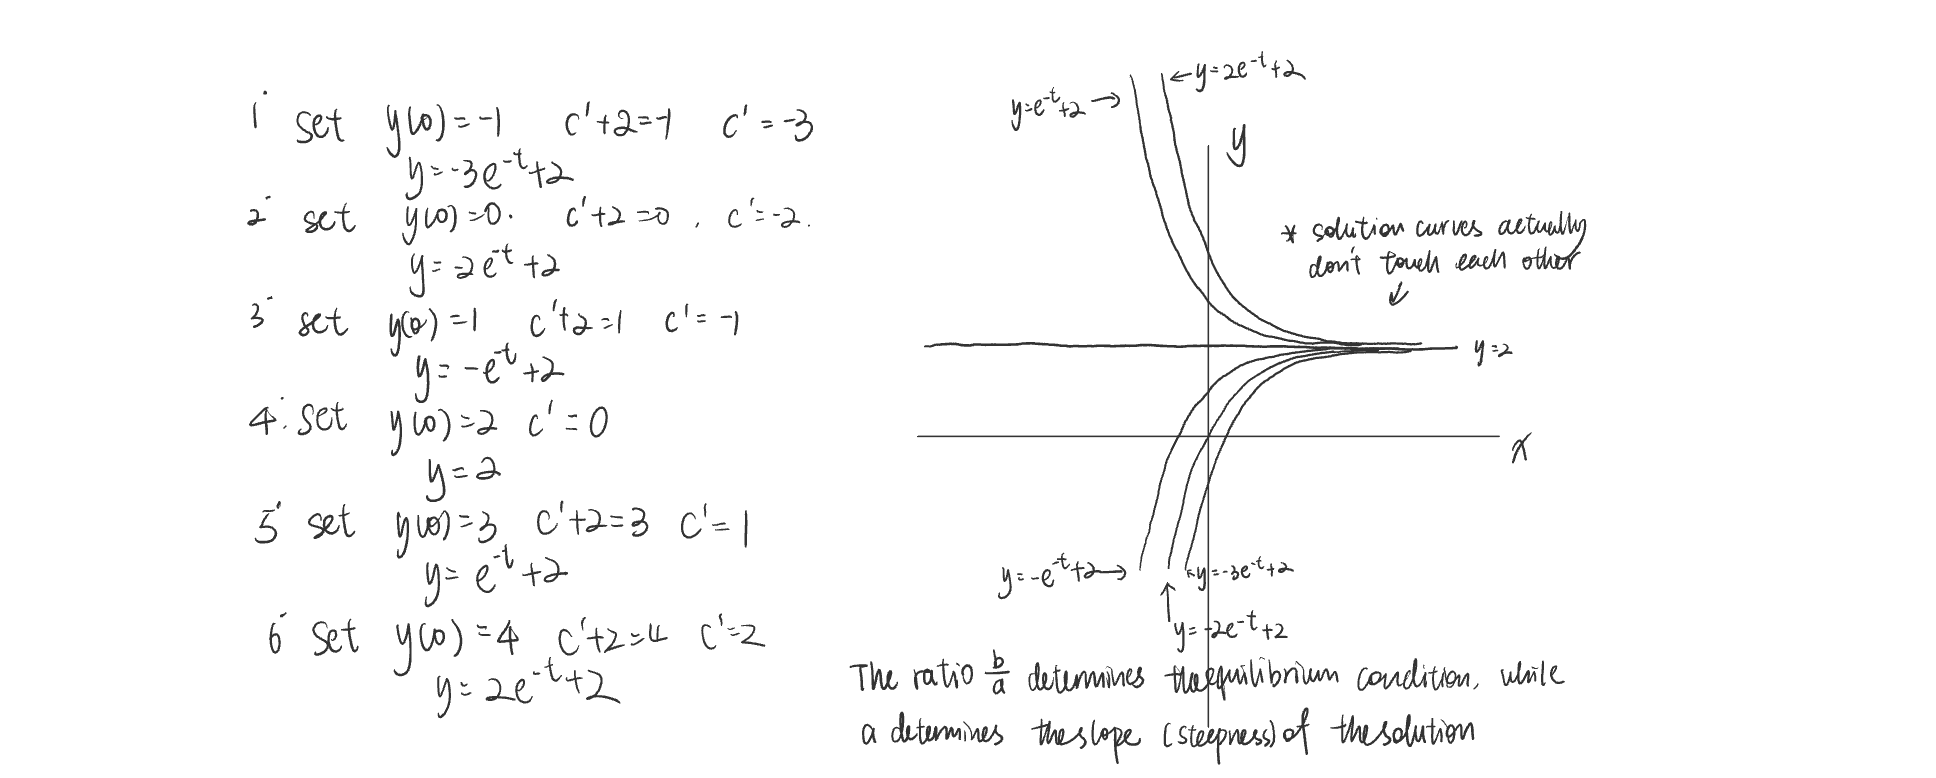 1° set y(0)=-1 c'+2=-1 c'=-3
y=-3e^-t+2
2° set y(0)=0. c'+2=0, c'=-2.
y=-2e^-t+2
3° set y(0)=1 c'+2=1 c'=-1
y=-e^-t+2
4°. set y(0)=2 c'=0
y=2
5° set y(0)=3 c'+2=3 c'=1
y=e^-t+2
6° set y(0)=4 c'+2=4 c'=2
y=2e^-t+2
←y=2e^-t+2
y=e^-t+2→
y
* solution curves actually
don't touch each other
↓
y=2
x
y=-e^-t+2→
↖y=-3e^-t+2
↑
y=-2e^-t+2
The ratio b/a determines the equilibrium condition, while
a determines the slope (steepness) of the solution